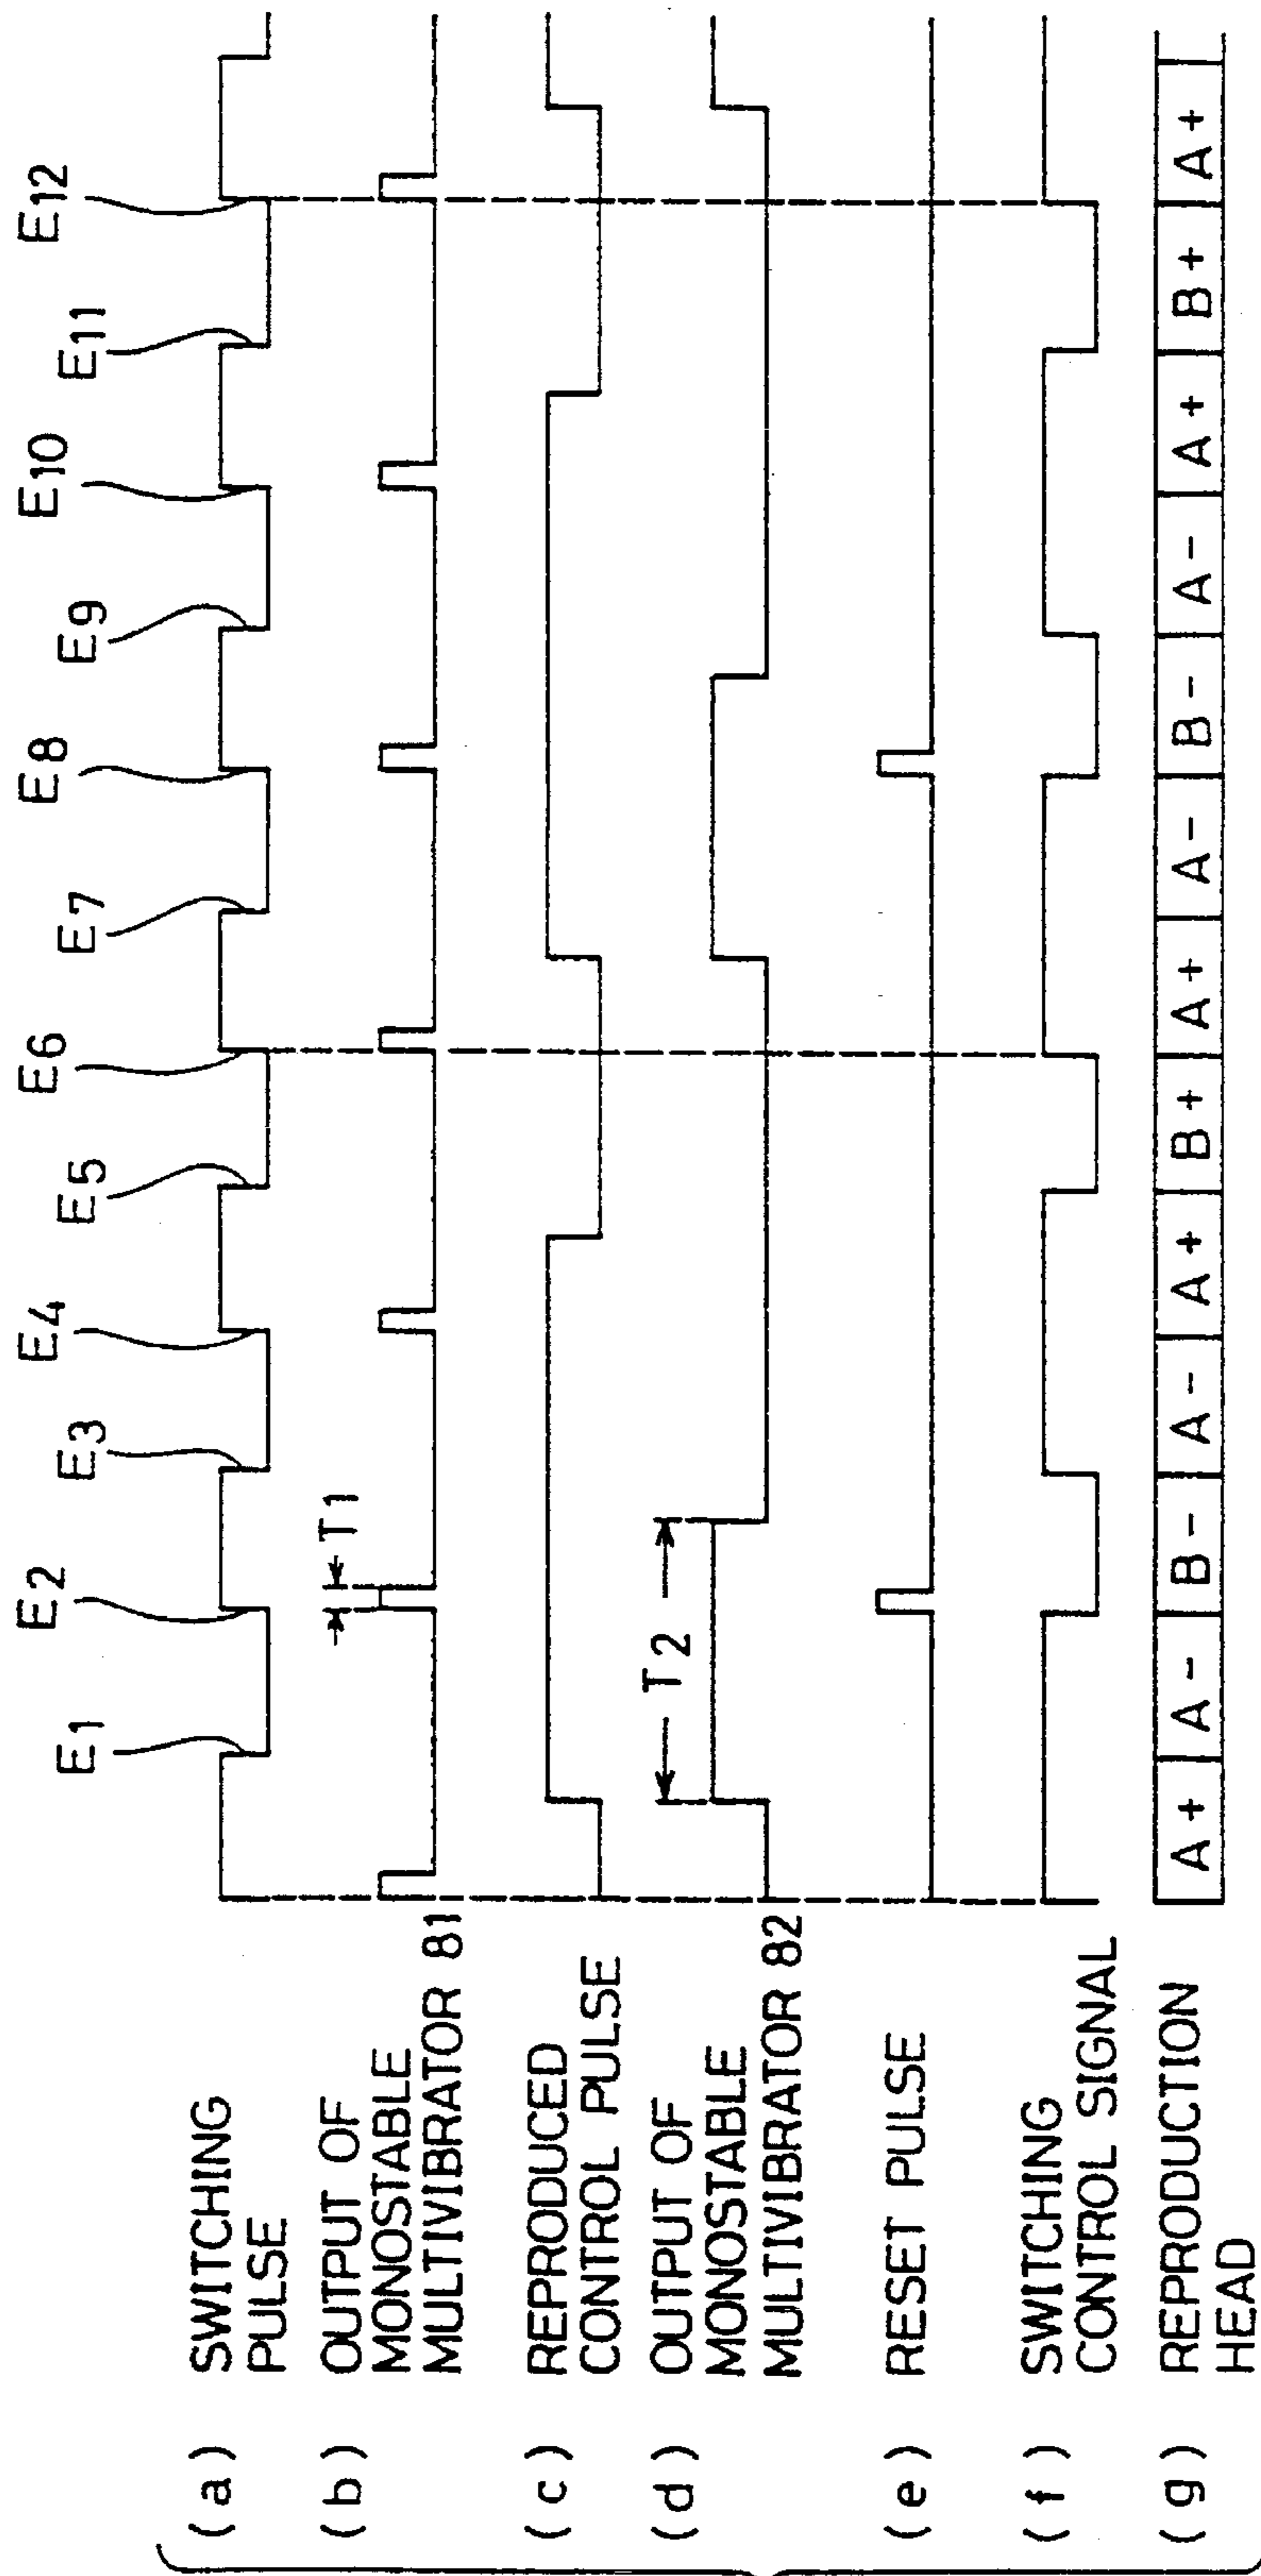 E1 E2 E3 E4 E5 E6 E7 E8 E9 E10 E11 E12
(a) SWITCHING
PULSE
(b) OUTPUT OF
MONOSTABLE
MULTIVIBRATOR 81
T1
(c) REPRODUCED
CONTROL PULSE
(d) OUTPUT OF
MONOSTABLE
MULTIVIBRATOR 82
T2
(e) RESET PULSE
(f) SWITCHING
CONTROL SIGNAL
(g) REPRODUCTION
HEAD
A+ A- B- A- A+ B+ A+ A- B- A- A+ B+ A+